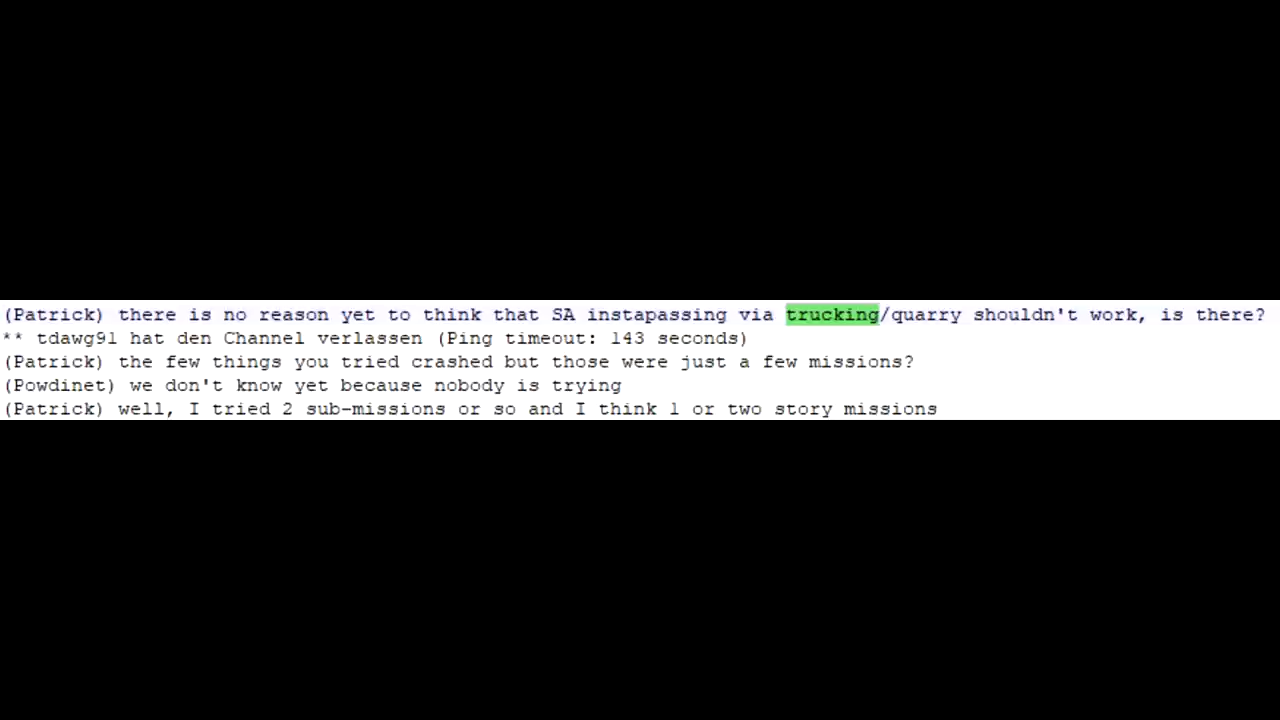 (Patrick) there is no reason yet to think that SA instapassing via trucking/quarry shouldn't work, is there?
** tdawg91 hat den Channel verlassen (Ping timeout: 143 seconds)
(Patrick) the few things you tried crashed but those were just a few missions?
(Powdinet) we don't know yet because nobody is trying
(Patrick) well, I tried 2 sub-missions or so and I think 1 or two story missions